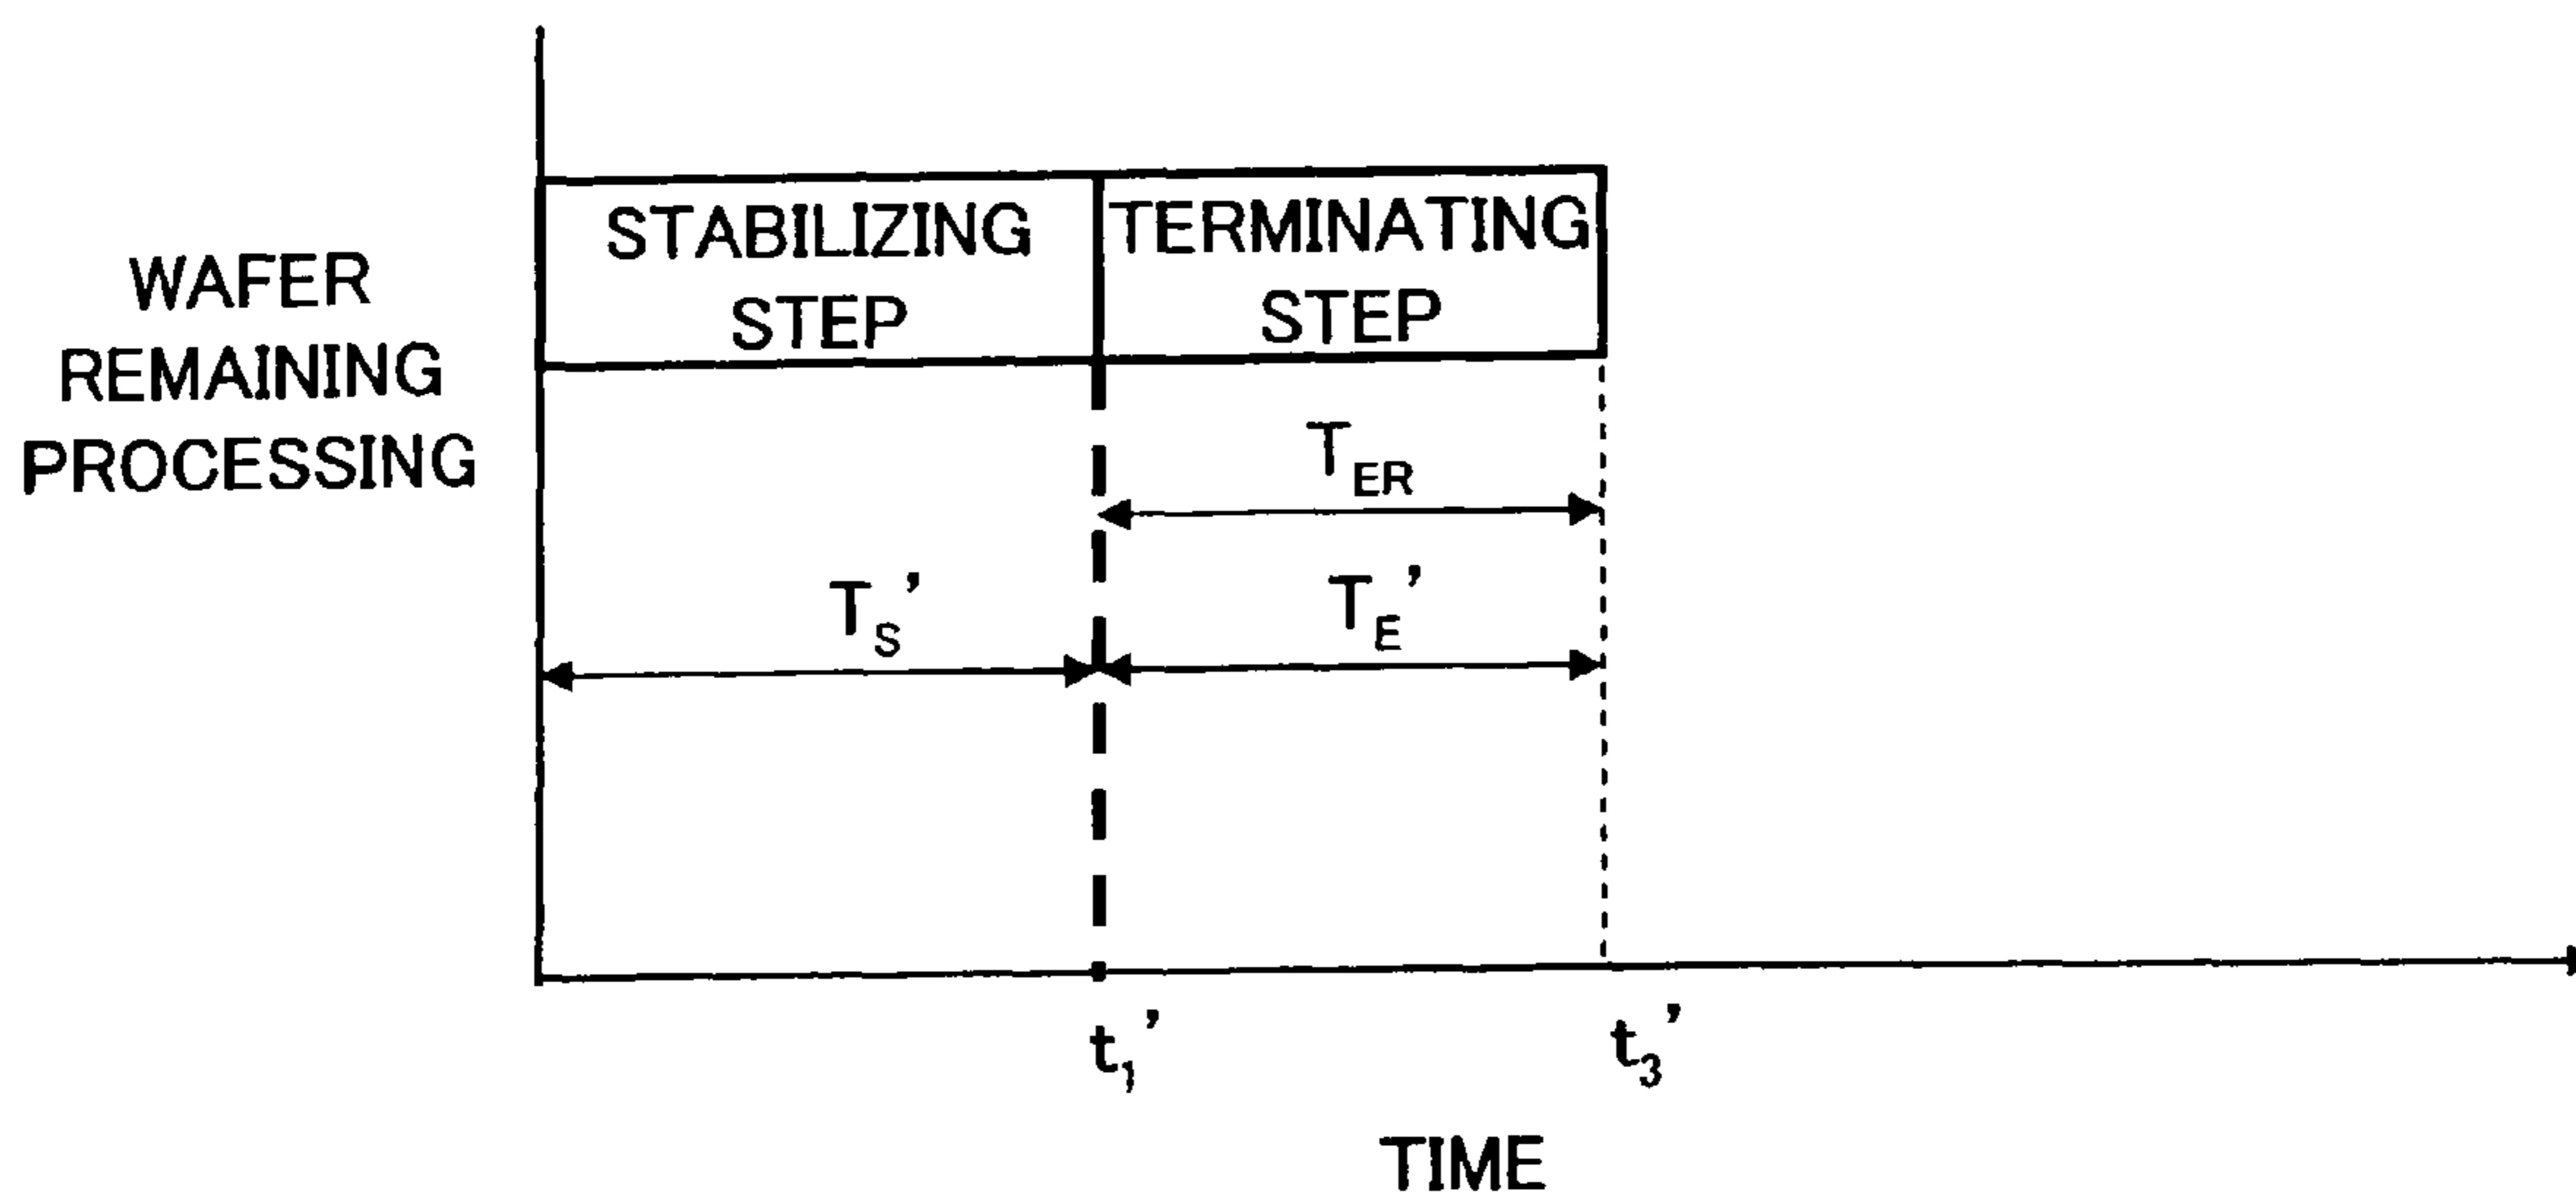 WAFER
REMAINING
PROCESSING
STABILIZING
STEP
TERMINATING
STEP
T_ER
T_S'
T_E'
t_1'
t_3'
TIME